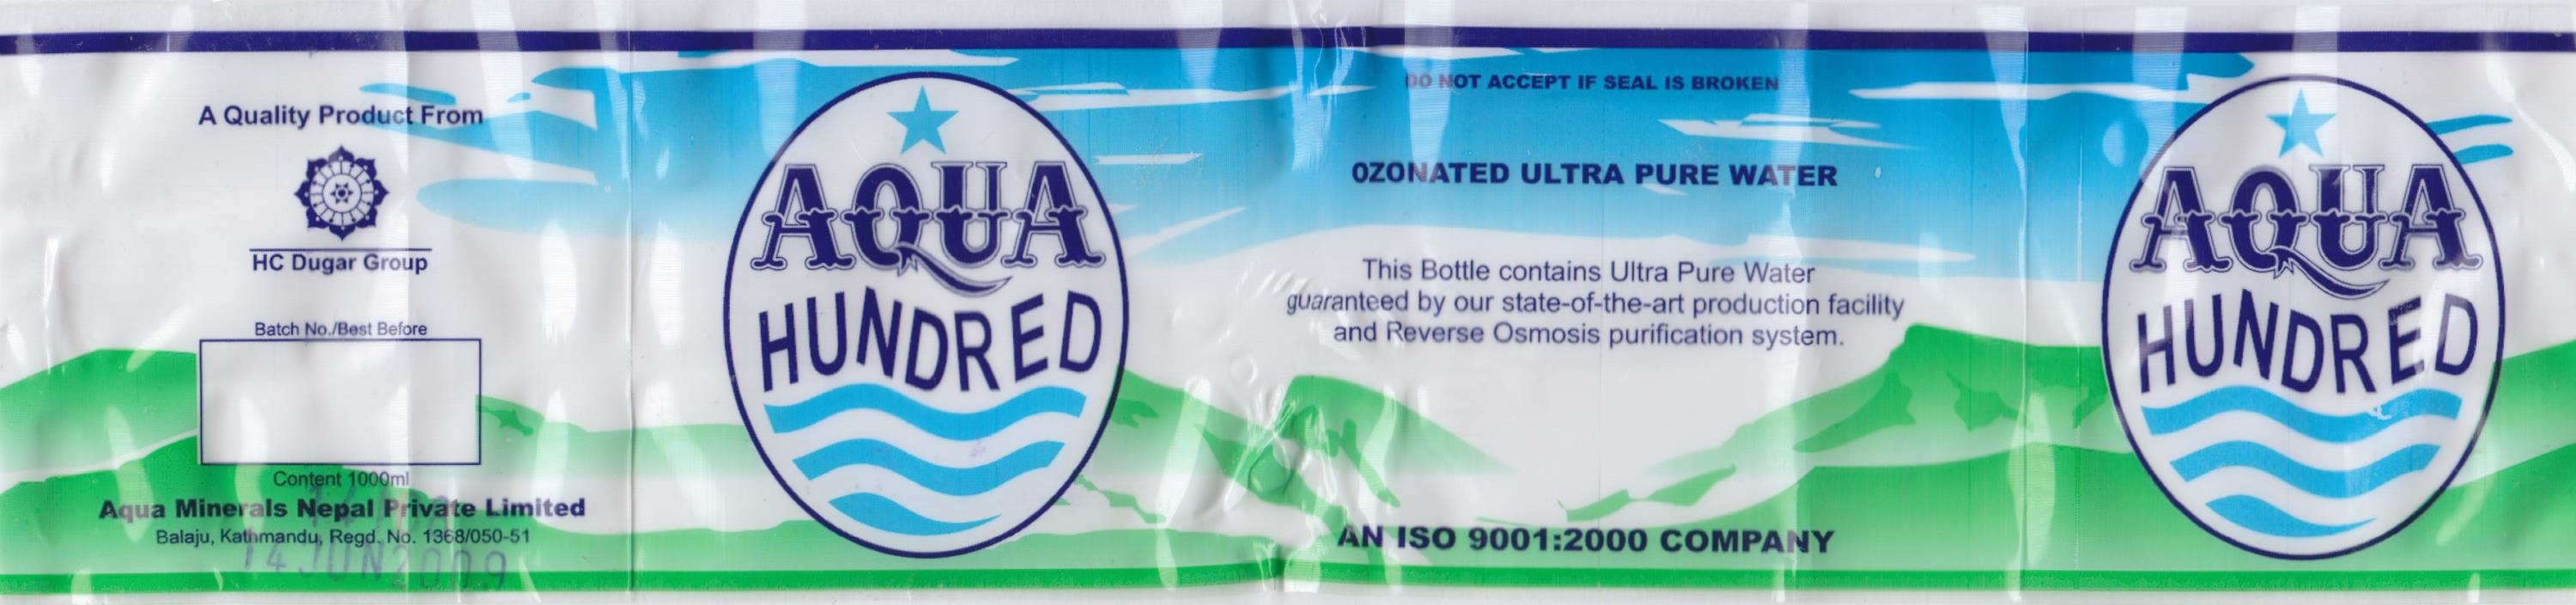 A Quality Product From
HC Dugar Group
Batch No./Best Before
Content 1000ml
Aqua Minerals Nepal Private Limited
Balaju, Kathmandu, Regd. No. 1368/050-51
14 JUN 2009
AQUA
HUNDRED
DO NOT ACCEPT IF SEAL IS BROKEN
OZONATED ULTRA PURE WATER
This Bottle contains Ultra Pure Water
guaranteed by our state-of-the-art production facility
and Reverse Osmosis purification system.
AN ISO 9001:2000 COMPANY
AQUA
HUNDRED